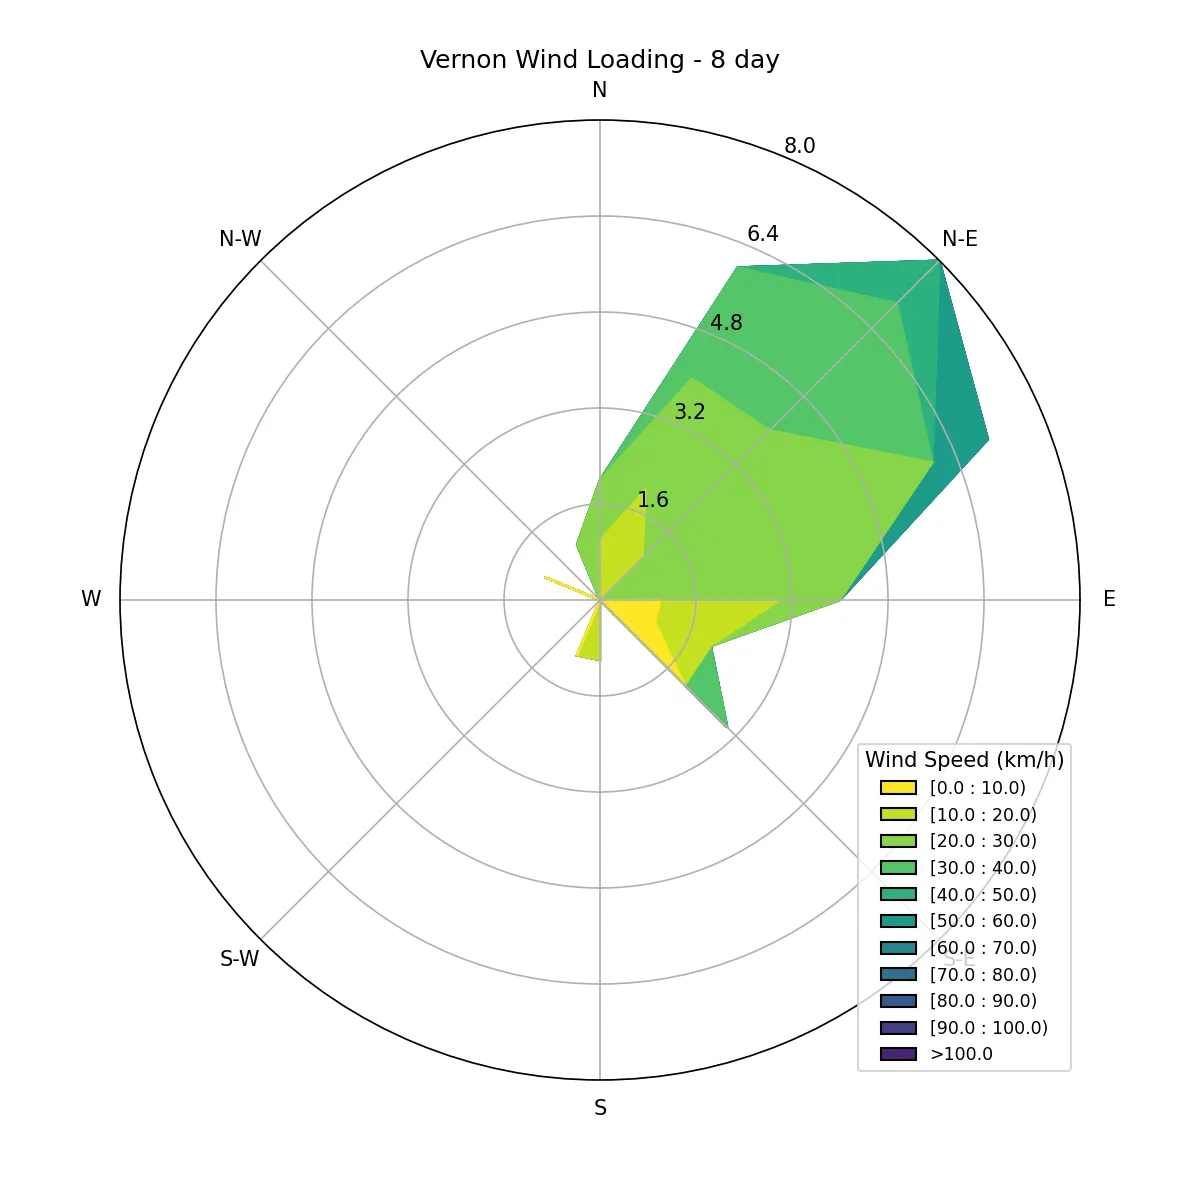 Vernon Wind Loading - 8 day
N
8.0
N-W
6.4
N-E
4.8
3.2
1.6
W
E
S-W
S-E
S
Wind Speed (km/h)
[0.0 : 10.0)
[10.0 : 20.0)
[20.0 : 30.0)
[30.0 : 40.0)
[40.0 : 50.0)
[50.0 : 60.0)
[60.0 : 70.0)
[70.0 : 80.0)
[80.0 : 90.0)
[90.0 : 100.0)
>100.0